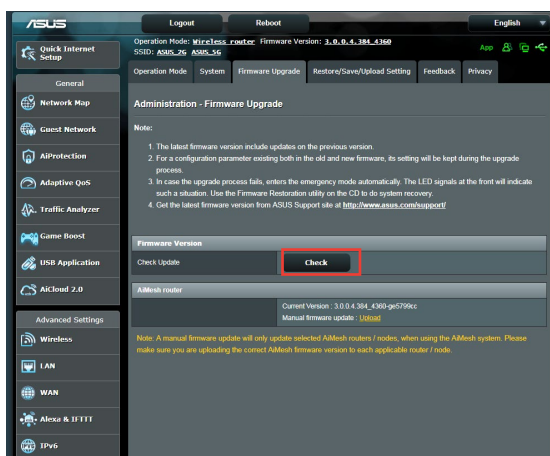 ASUS
Logout
Reboot
English
Quick Internet
Setup
Operation Mode: Wireless router Firmware Version: 3.0.0.4.384_4360
SSID: ASUS_2G ASUS_5G
App
Operation Mode
System
Firmware Upgrade
Restore/Save/Upload Setting
Feedback
Privacy
General
Network Map
Guest Network
AiProtection
Adaptive QoS
Traffic Analyzer
Game Boost
USB Application
AiCloud 2.0
Advanced Settings
Wireless
LAN
WAN
Alexa & IFTTT
IPv6
Administration - Firmware Upgrade
Note:
1. The latest firmware version include updates on the previous version.
2. For a configuration parameter existing both in the old and new firmware, its setting will be kept during the upgrade
process.
3. In case the upgrade process fails, enters the emergency mode automatically. The LED signals at the front will indicate
such a situation. Use the Firmware Restoration utility on the CD to do system recovery.
4. Get the latest firmware version from ASUS Support site at http://www.asus.com/support/
Firmware Version
Check Update
Check
AiMesh router
Current Version : 3.0.0.4.384_4360-ge5799cc
Manual firmware update : Upload
Note: A manual firmware update will only update selected AiMesh routers / nodes, when using the AiMesh system. Please
make sure you are uploading the correct AiMesh firmware version to each applicable router / node.